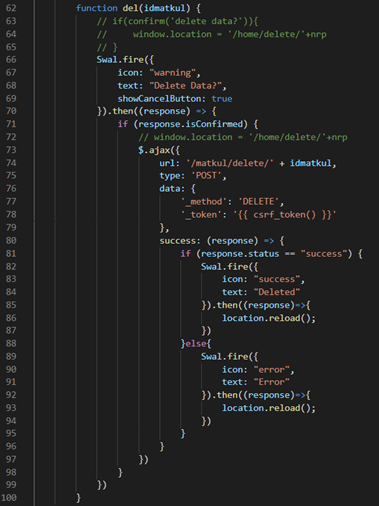 62 function del(idmatkul) {
63 // if(confirm('delete data?')){
64 //     window.location = '/home/delete/'+nrp
65 // }
66 Swal.fire({
67 icon: "warning",
68 text: "Delete Data?",
69 showCancelButton: true
70 }).then((response) => {
71 if (response.isConfirmed) {
72 // window.location = '/home/delete/'+nrp
73 $.ajax({
74 url: '/matkul/delete/' + idmatkul,
75 type: 'POST',
76 data: {
77 '_method': 'DELETE',
78 '_token': '{{ csrf_token() }}'
79 },
80 success: (response) => {
81 if (response.status == "success") {
82 Swal.fire({
83 icon: "success",
84 text: "Deleted"
85 }).then((response)=>{
86 location.reload();
87 })
88 }else{
89 Swal.fire({
90 icon: "error",
91 text: "Error"
92 }).then((response)=>{
93 location.reload();
94 })
95 }
96 }
97 })
98 }
99 })
100 }